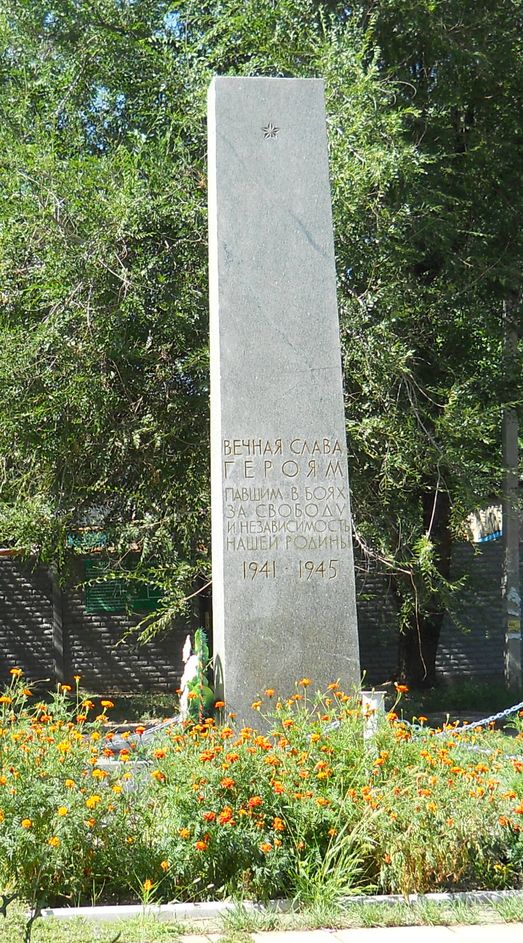 ВЕЧНАЯ СЛАВА
ГЕРОЯМ
ПАВШИМ В БОЯХ
ЗА СВОБОДУ
И НЕЗАВИСИМОСТЬ
НАШЕЙ РОДИНЫ
1941 · 1945